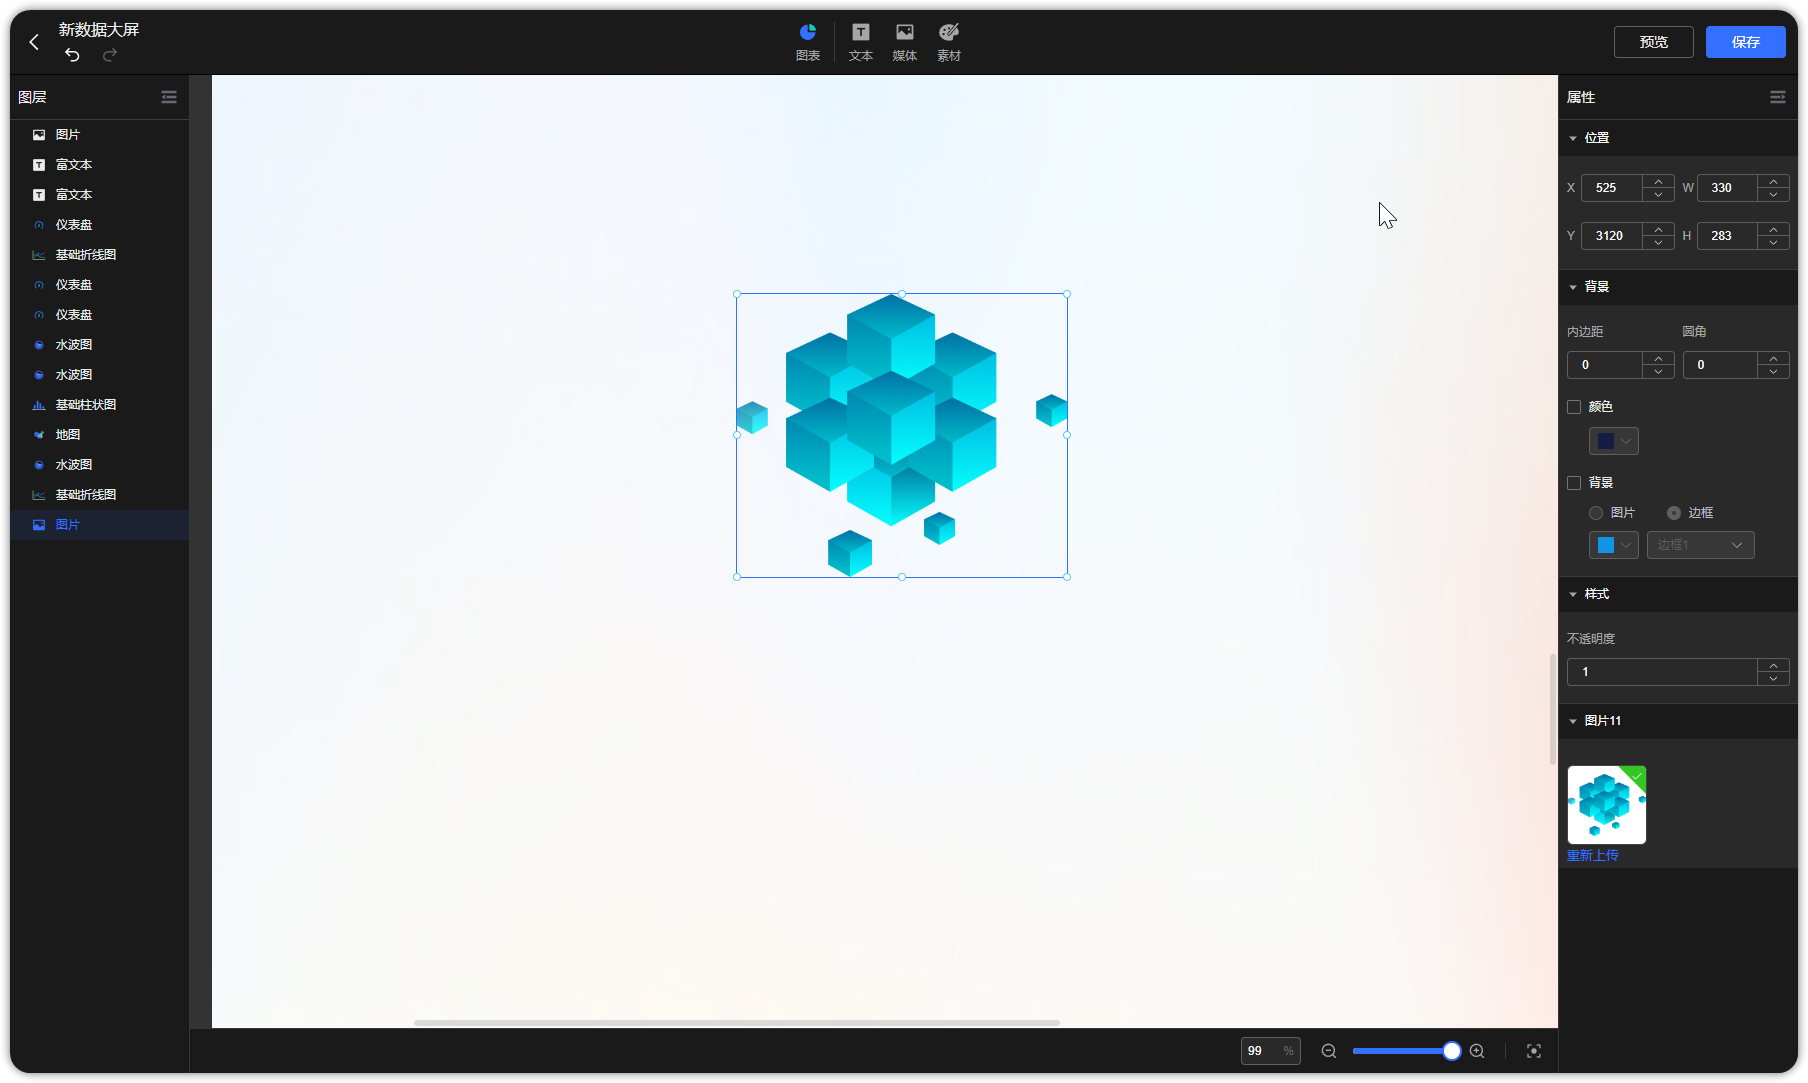 新数据大屏
图表
文本
媒体
素材
预览
保存
图层
图片
富文本
富文本
仪表盘
基础折线图
仪表盘
仪表盘
水波图
水波图
基础柱状图
地图
水波图
基础折线图
图片
属性
位置
X 525 W 330
Y 3120 H 283
背景
内边距 圆角
0 0
颜色
背景
图片 边框
边框1
样式
不透明度
1
图片11
重新上传
99 %